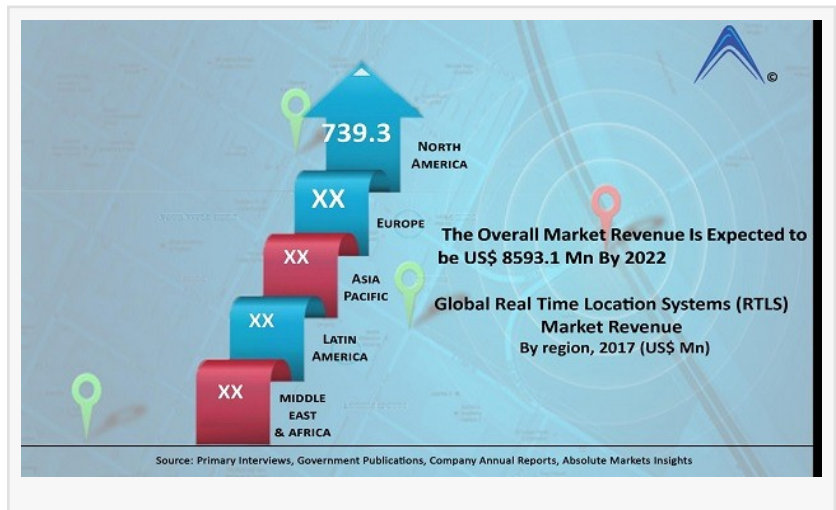 739.3
NORTH
AMERICA
XX
EUROPE
XX
ASIA
PACIFIC
XX
LATIN
AMERICA
XX
MIDDLE
EAST
& AFRICA
©
The Overall Market Revenue Is Expected to
be US$ 8593.1 Mn By 2022
Global Real Time Location Systems (RTLS)
Market Revenue
By region, 2017 (US$ Mn)
Source: Primary Interviews, Government Publications, Company Annual Reports, Absolute Markets Insights